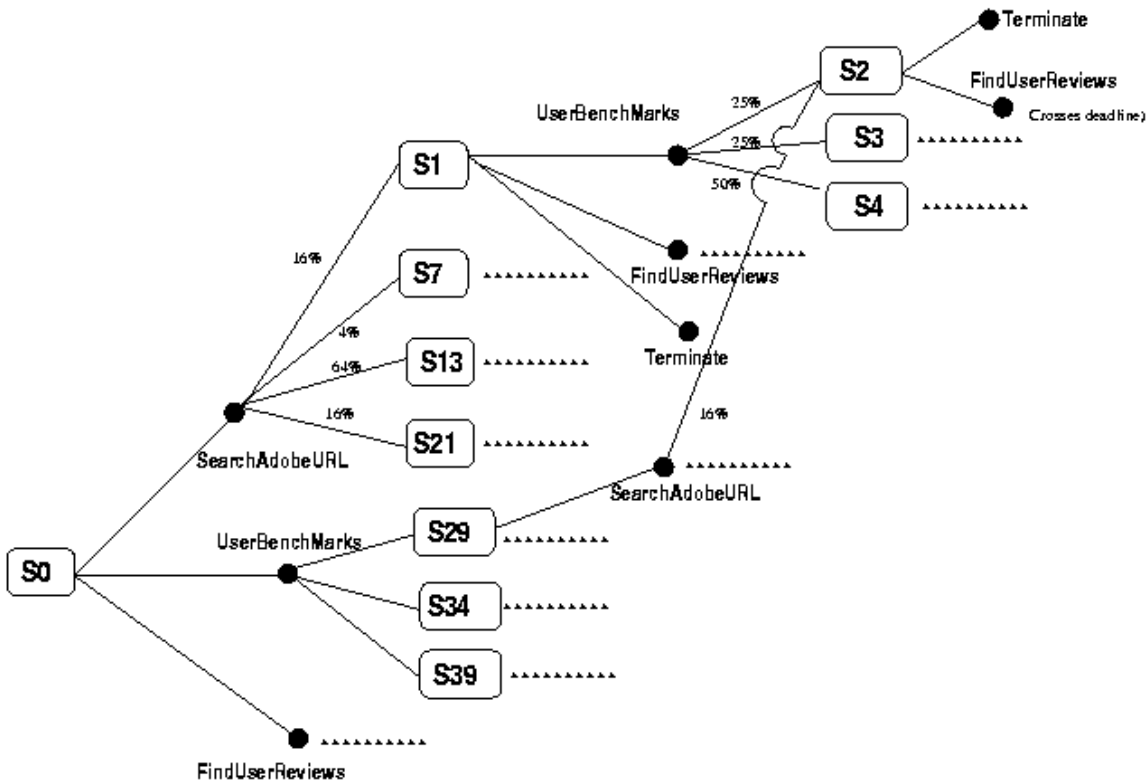 Terminate
S2
FindUserReviews
25%
UserBenchMarks
Crosses deadline)
25%
S3
S1
50%
S4
16%
S7
FindUserReviews
4%
Terminate
64%
S13
16%
16%
S21
SearchAdobeURL
SearchAdobeURL
S29
UserBenchMarks
S0
S34
S39
FindUserReviews